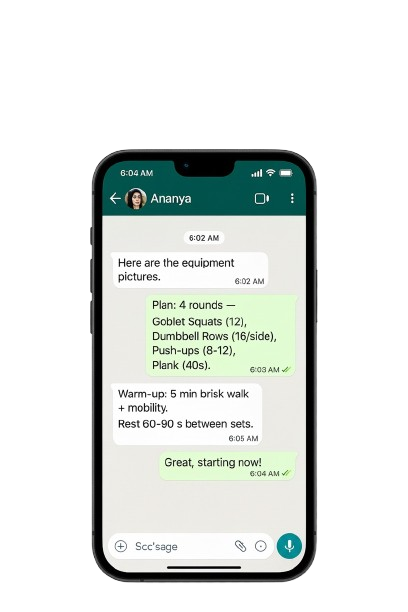 6:04 AM
Ananya
6:02 AM
Here are the equipment
pictures.
6:02 AM
Plan: 4 rounds —
Goblet Squats (12),
Dumbbell Rows (16/side),
Push-ups (8-12),
Plank (40s).
6:03 AM
Warm-up: 5 min brisk walk
+ mobility.
Rest 60-90 s between sets.
6:05 AM
Great, starting now!
6:04 AM
Scc'sage